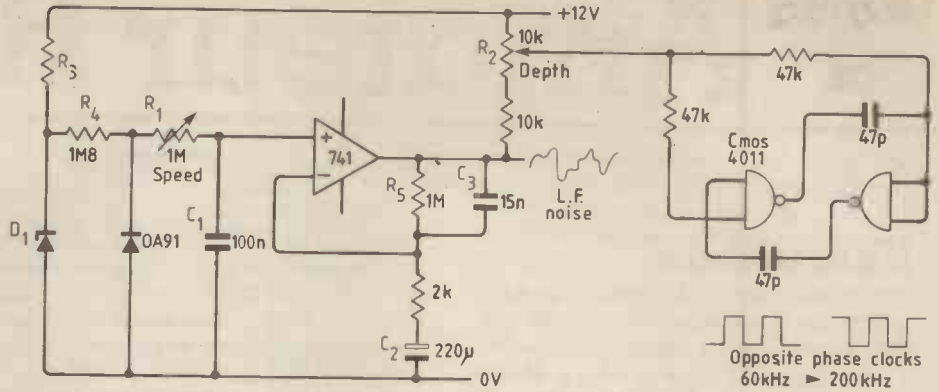 +12V
R3
R2
10k
Depth
10k
R4
1M8
R1
1M
Speed
+
741
−
R5
1M
C3
15n
L.F.
noise
47k
47k
Cmos
4011
47p
47p
D1
OA91
C1
100n
2k
C2
220µ
0V
Opposite phase clocks
60kHz ► 200kHz